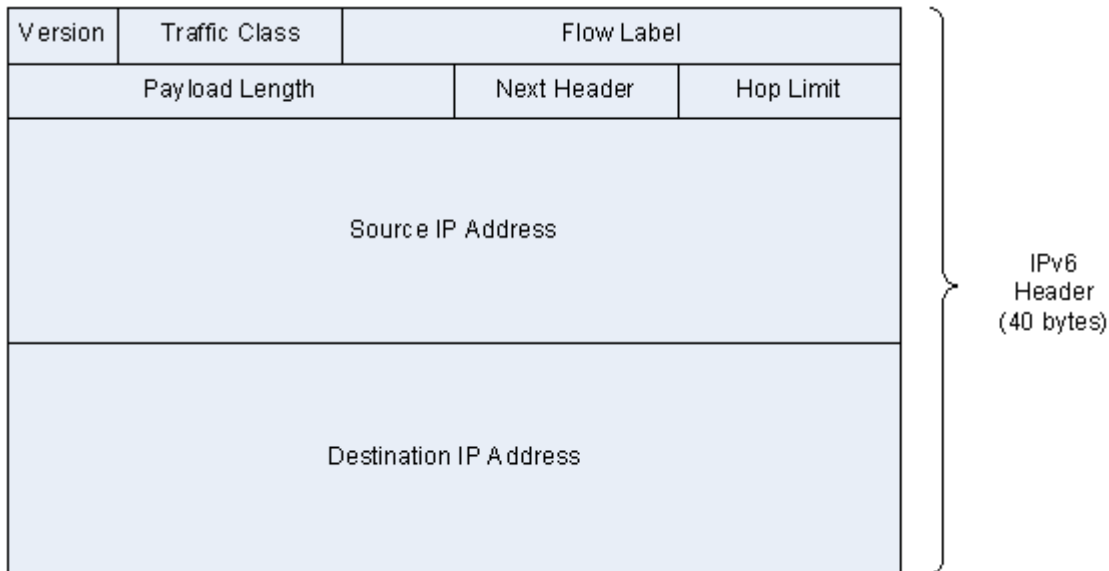 Version Traffic Class Flow Label
Payload Length Next Header Hop Limit
Source IP Address
Destination IP Address
IPv6
Header
(40 bytes)